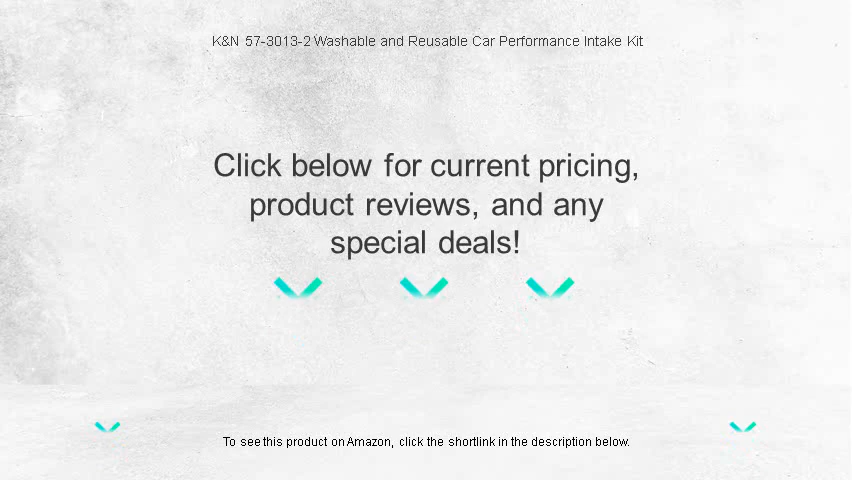 K&N 57-3013-2 Washable and Reusable Car Performance Intake Kit
Click below for current pricing,
product reviews, and any
special deals!
To see this product on Amazon, click the shortlink in the description below.